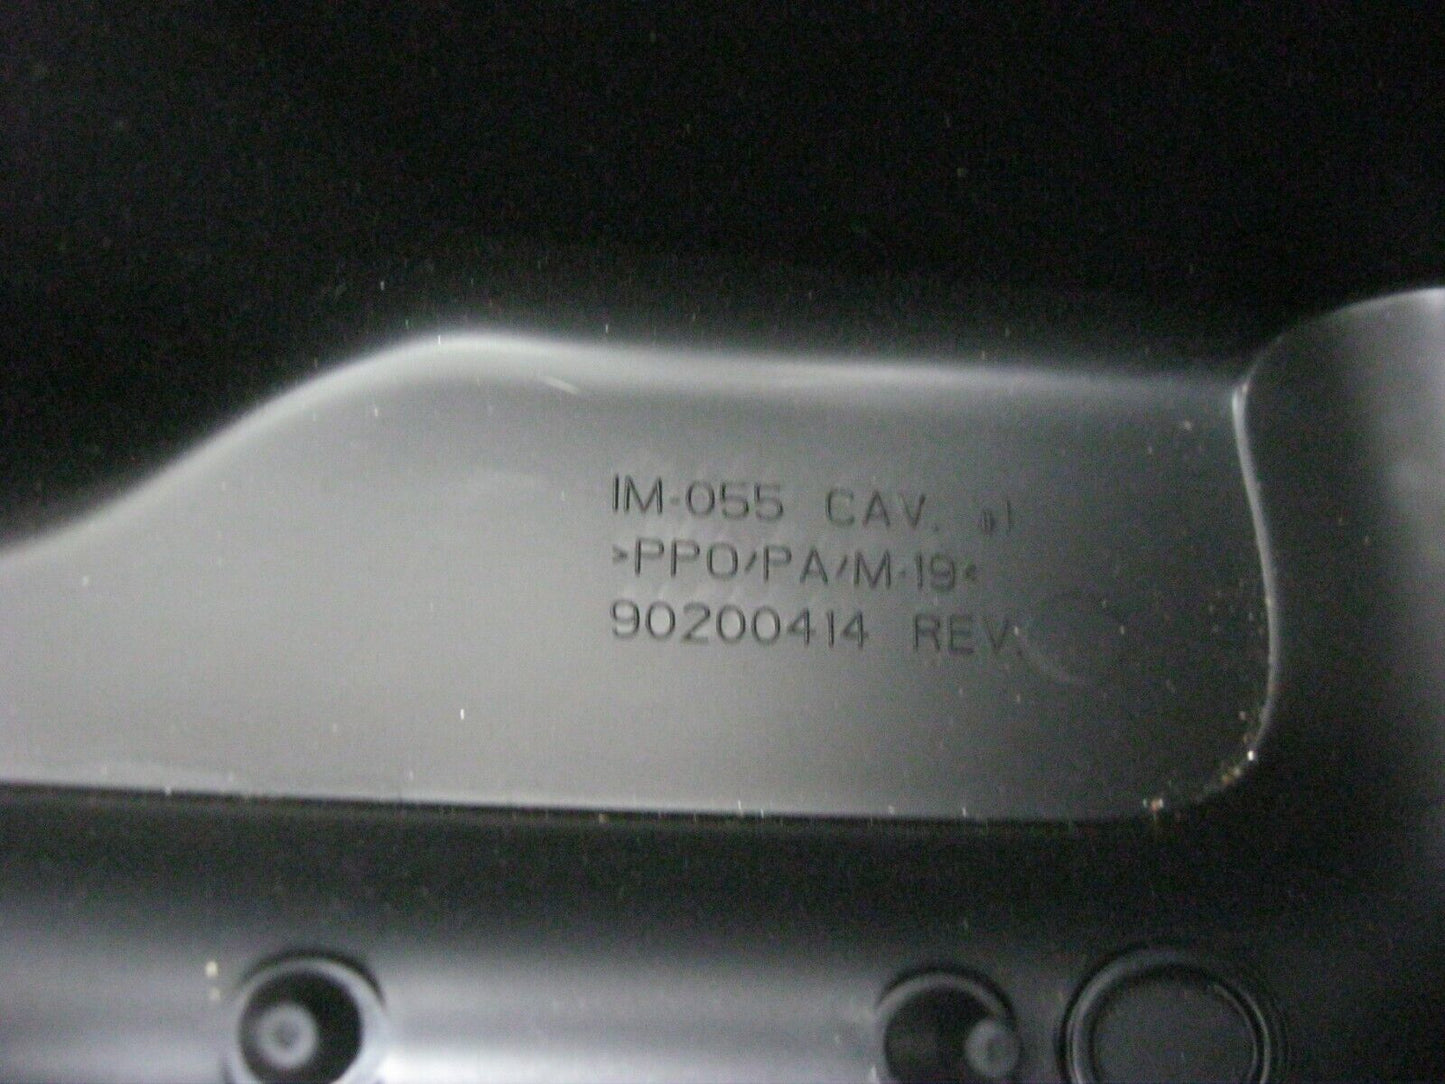 IM-055 CAV.
>PPO/PA/M-19<
90200414 REV.